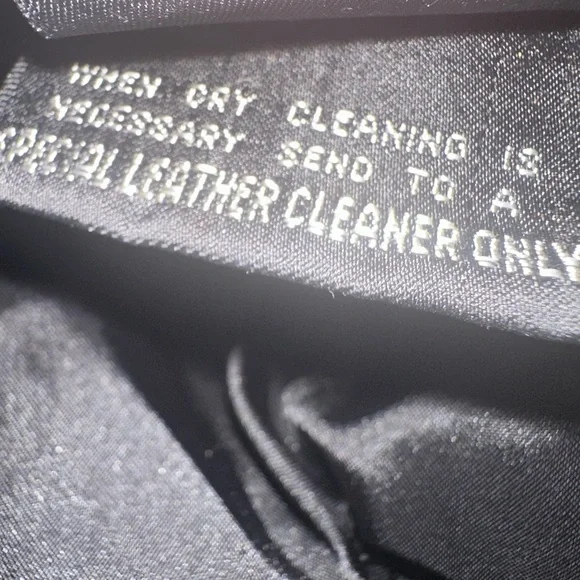 WHEN DRY CLEANING IS
NECESSARY SEND TO A
SPECIAL LEATHER CLEANER ONLY